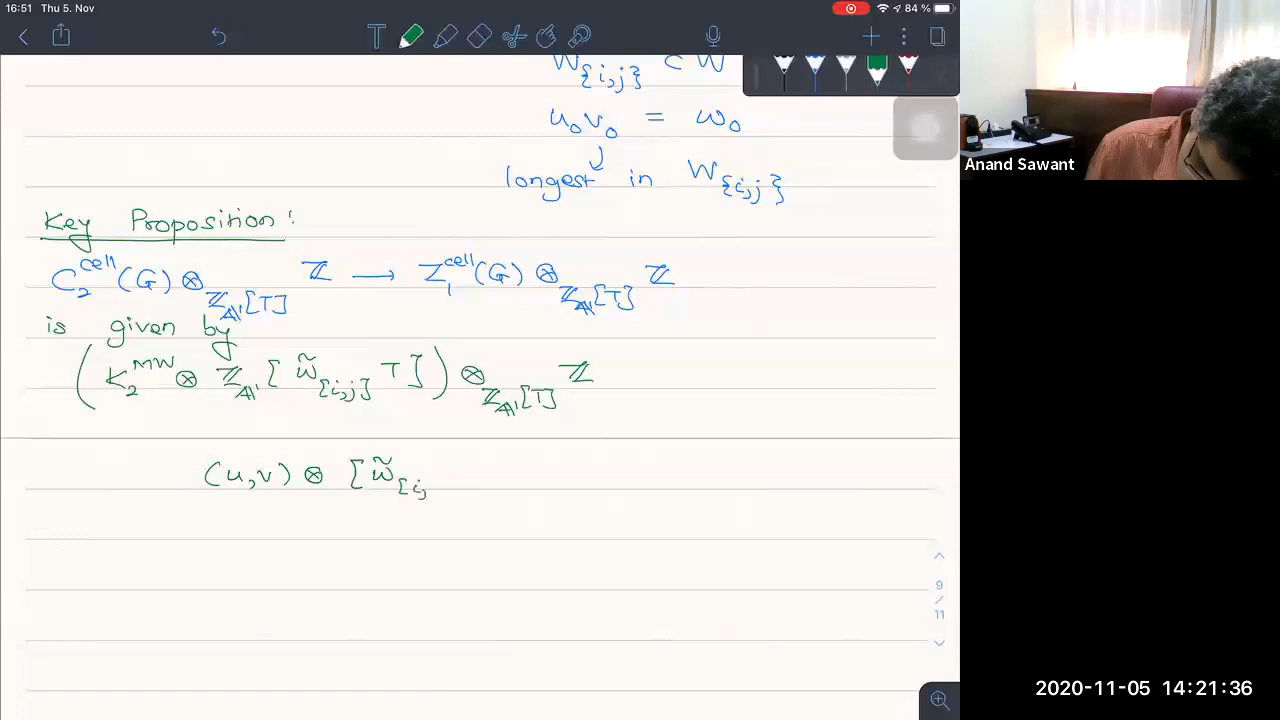 16:51 Thu 5. Nov 84 %
W_{[i,j]} ⊂ W
u₀v₀ = w₀
longest in W_{{i,j}}
Anand Sawant
Key Proposition:
C₂^{cell}(G) ⊗_{ℤ_{𝔸¹}[T]} ℤ → Z₁^{cell}(G) ⊗_{ℤ_{𝔸¹}[T]} ℤ
is given by
(K₂^{MW} ⊗ ℤ_{𝔸¹}[w̃_{[i,j]} T]) ⊗_{ℤ_{𝔸¹}[T]} ℤ
(u,v) ⊗ [w̃_{[i,
9
/
11
2020-11-05 14:21:36